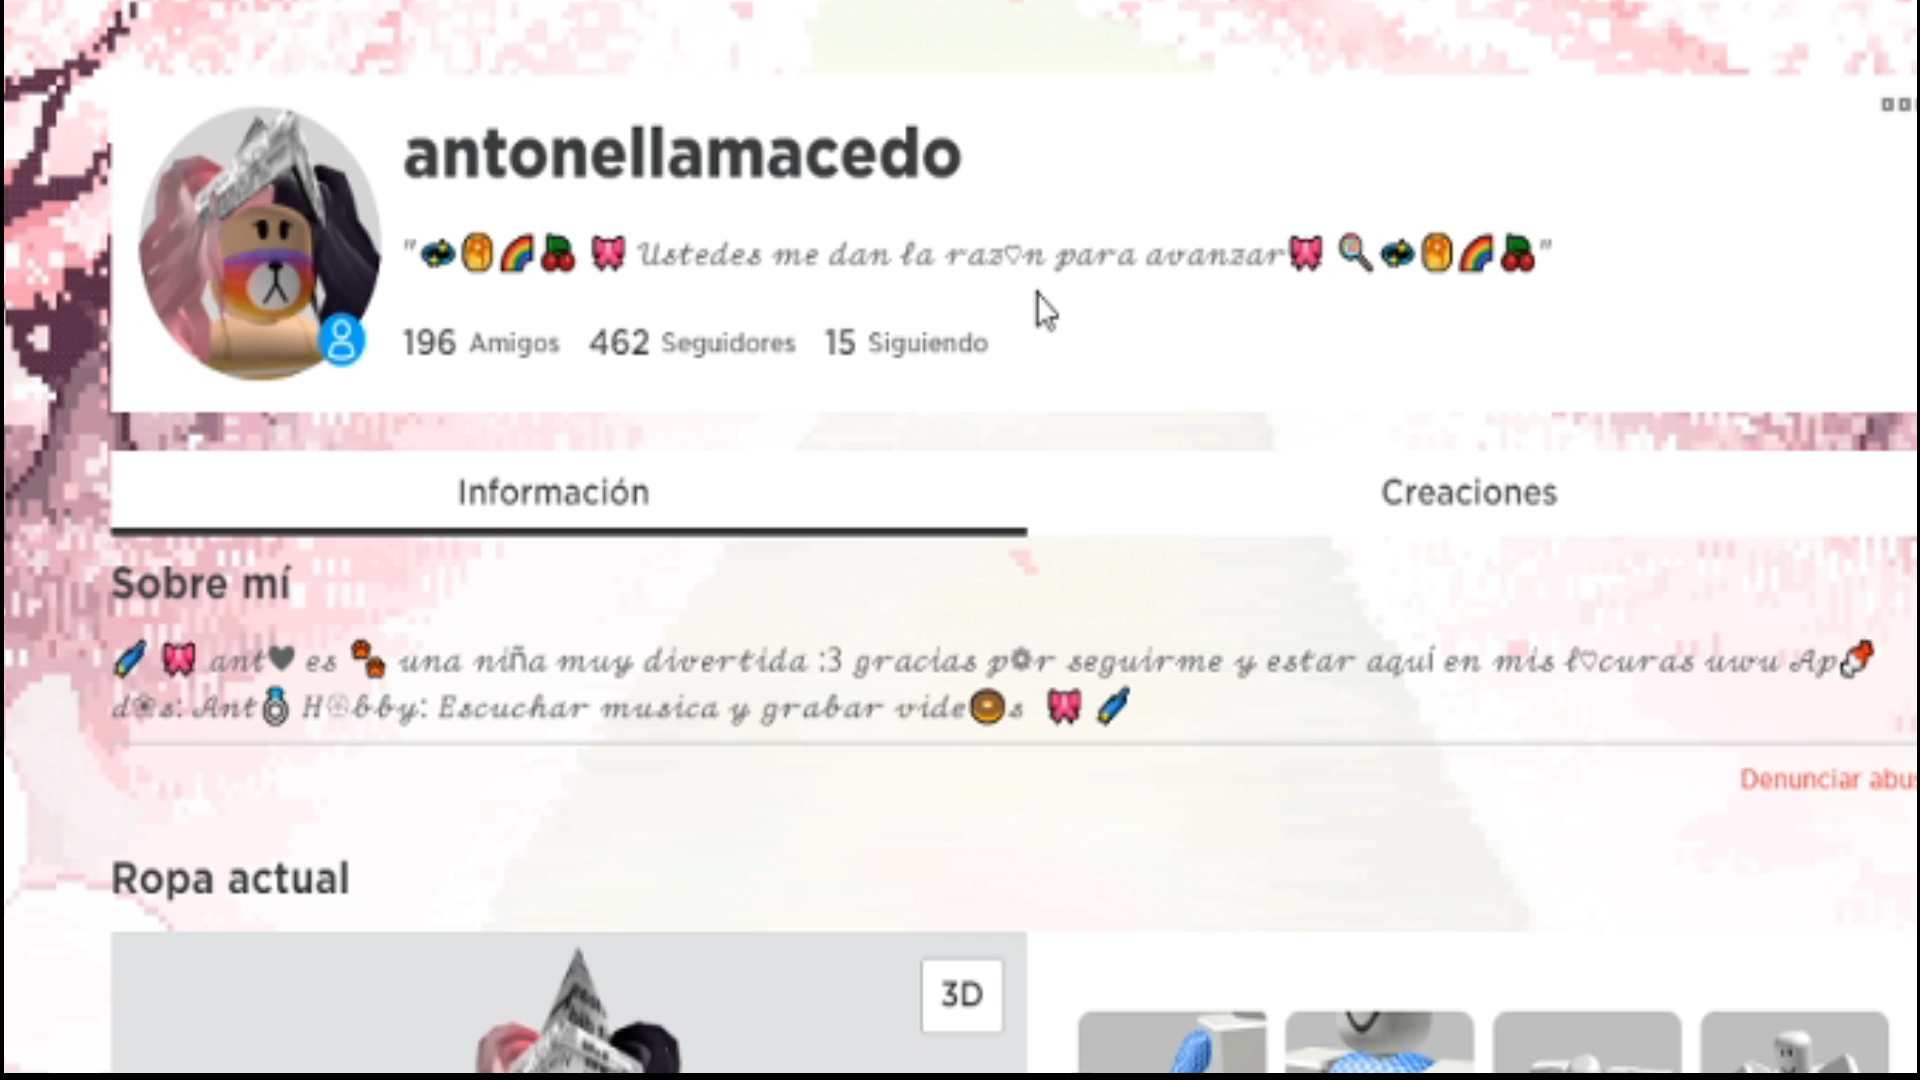 antonellamacedo
"🍳🌈🍒 🎀 Ustedes me dan la raz♡n para avanzar🎀 🔍🍳🌈🍒"
196 Amigos 462 Seguidores 15 Siguiendo
Información Creaciones
Sobre mí
🎀 ant♥ es 🐾 una niña muy divertida :3 gracias p❁r seguirme y estar aquí en mis l♡curas uwu Ap
d❀s: Ant💍 H🏵bby: Escuchar musica y grabar vide🍩s 🎀
Denunciar abus
Ropa actual
3D